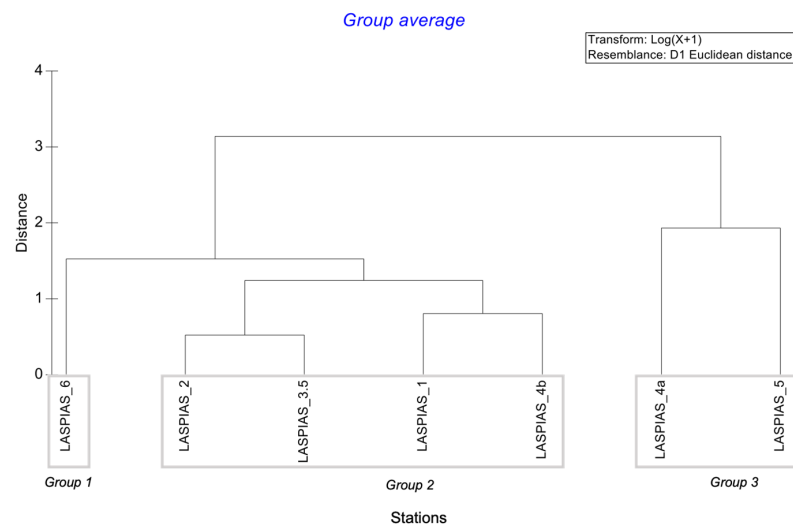 Group average
Transform: Log(X+1)
Resemblance: D1 Euclidean distance
4
3
2
1
0
Distance
LASPIAS_6
LASPIAS_2
LASPIAS_3.5
LASPIAS_1
LASPIAS_4b
LASPIAS_4a
LASPIAS_5
Group 1
Group 2
Group 3
Stations